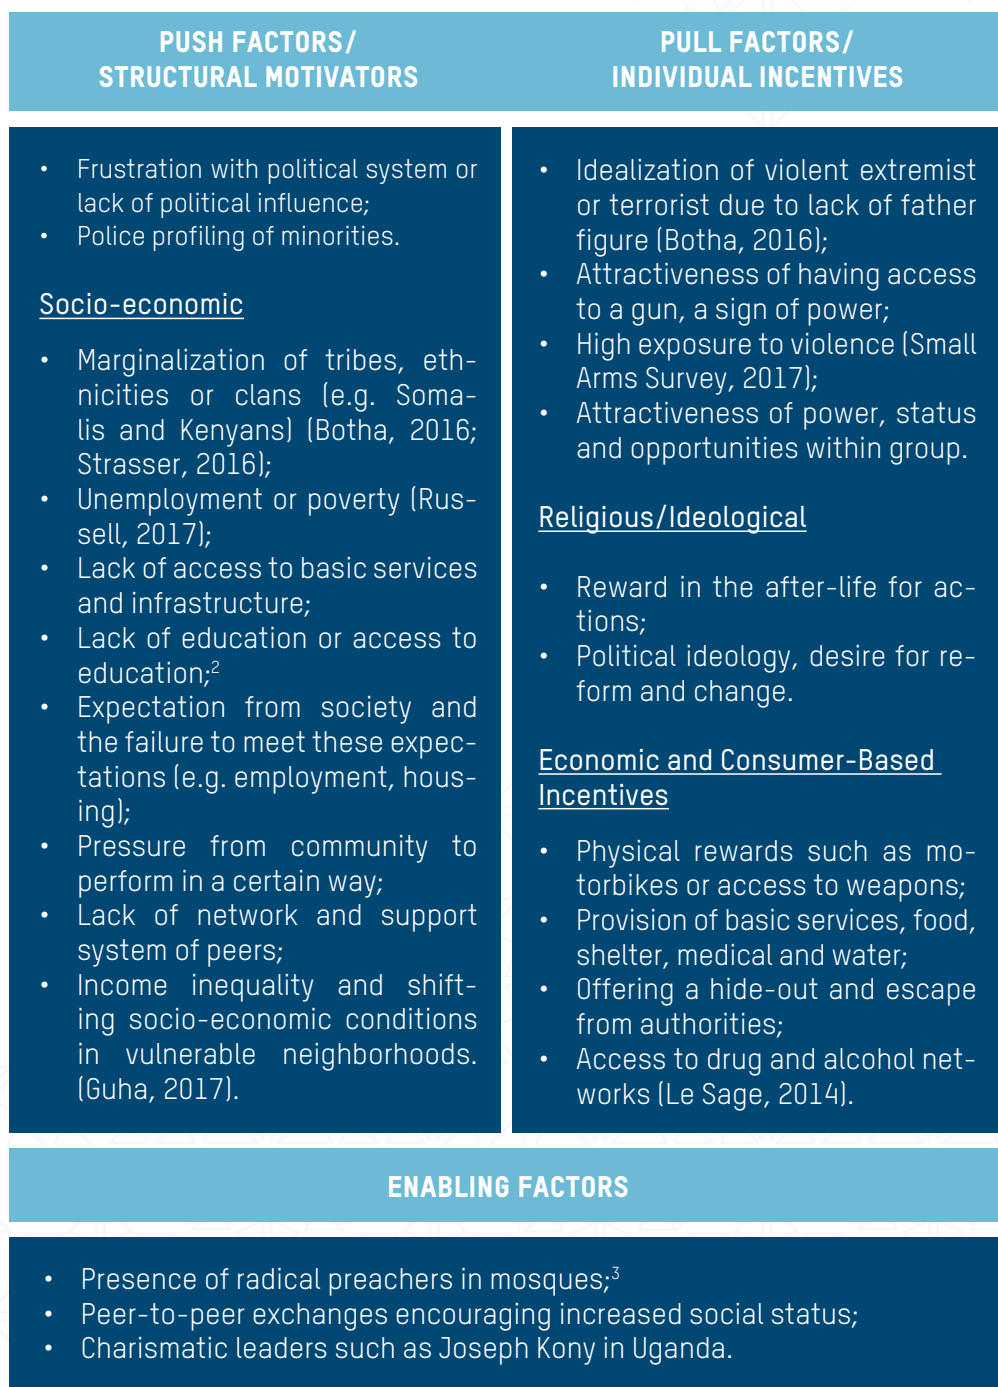 PUSH FACTORS/
STRUCTURAL MOTIVATORS
PULL FACTORS/
INDIVIDUAL INCENTIVES
• Frustration with political system or
lack of political influence;
• Police profiling of minorities.
Socio-economic
• Marginalization of tribes, eth-
nicities or clans (e.g. Soma-
lis and Kenyans) (Botha, 2016;
Strasser, 2016);
• Unemployment or poverty (Rus-
sell, 2017);
• Lack of access to basic services
and infrastructure;
• Lack of education or access to
education;2
• Expectation from society and
the failure to meet these expec-
tations (e.g. employment, hous-
ing);
• Pressure from community to
perform in a certain way;
• Lack of network and support
system of peers;
• Income inequality and shift-
ing socio-economic conditions
in vulnerable neighborhoods.
(Guha, 2017).
• Idealization of violent extremist
or terrorist due to lack of father
figure (Botha, 2016);
• Attractiveness of having access
to a gun, a sign of power;
• High exposure to violence (Small
Arms Survey, 2017);
• Attractiveness of power, status
and opportunities within group.
Religious/Ideological
• Reward in the after-life for ac-
tions;
• Political ideology, desire for re-
form and change.
Economic and Consumer-Based
Incentives
• Physical rewards such as mo-
torbikes or access to weapons;
• Provision of basic services, food,
shelter, medical and water;
• Offering a hide-out and escape
from authorities;
• Access to drug and alcohol net-
works (Le Sage, 2014).
ENABLING FACTORS
• Presence of radical preachers in mosques;3
• Peer-to-peer exchanges encouraging increased social status;
• Charismatic leaders such as Joseph Kony in Uganda.